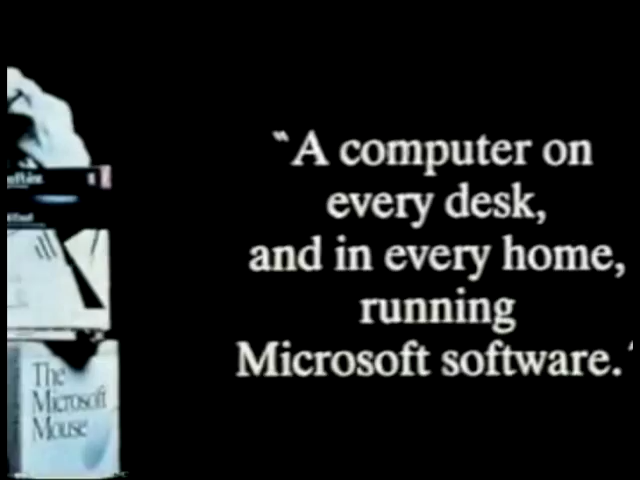 "A computer on
every desk,
and in every home,
running
Microsoft software."
The
Microsoft
Mouse